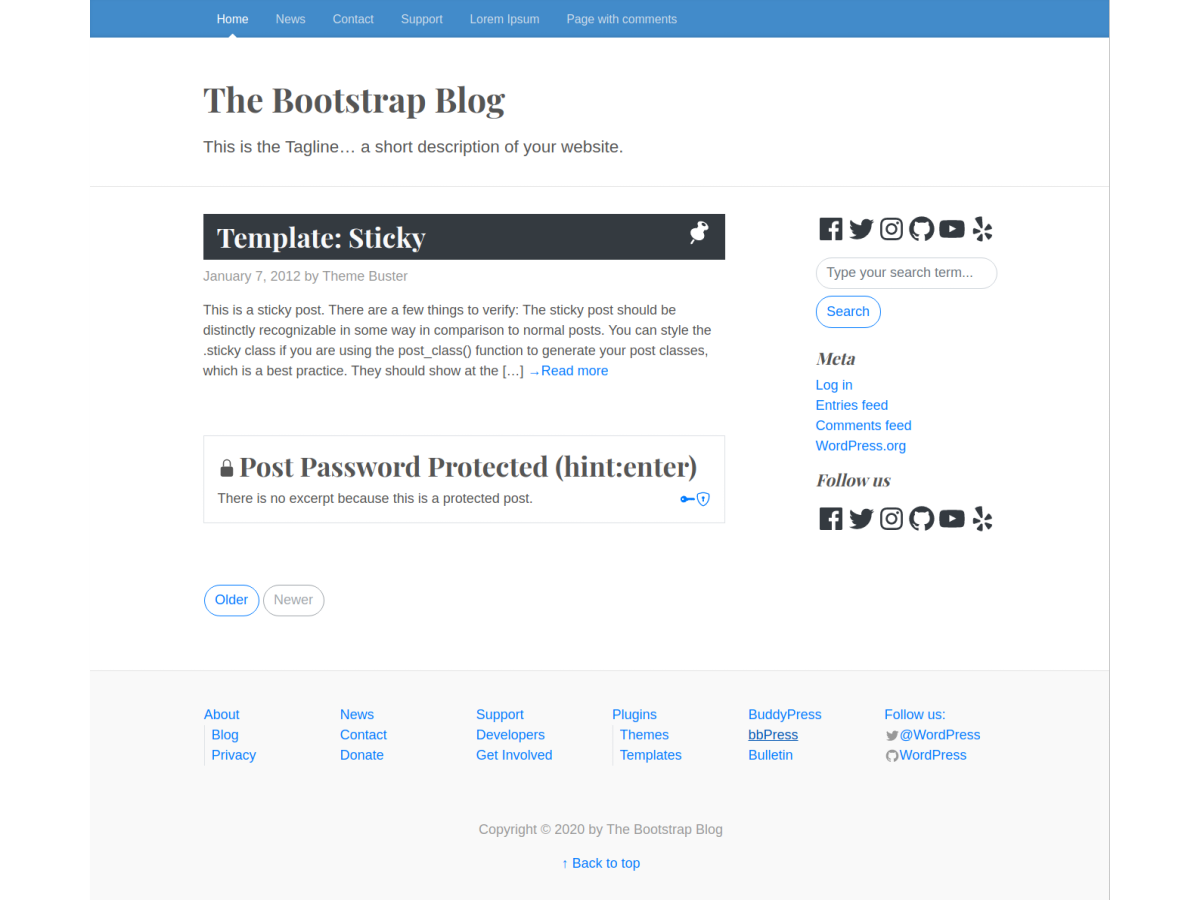 Home News Contact Support Lorem Ipsum Page with comments
The Bootstrap Blog
This is the Tagline… a short description of your website.
Template: Sticky
January 7, 2012 by Theme Buster
This is a sticky post. There are a few things to verify: The sticky post should be
distinctly recognizable in some way in comparison to normal posts. You can style the
.sticky class if you are using the post_class() function to generate your post classes,
which is a best practice. They should show at the […] →Read more
Post Password Protected (hint:enter)
There is no excerpt because this is a protected post.
Older Newer
Type your search term...
Search
Meta
Log in
Entries feed
Comments feed
WordPress.org
Follow us
About
Blog
Privacy
News
Contact
Donate
Support
Developers
Get Involved
Plugins
Themes
Templates
BuddyPress
bbPress
Bulletin
Follow us:
@WordPress
WordPress
Copyright © 2020 by The Bootstrap Blog
↑ Back to top